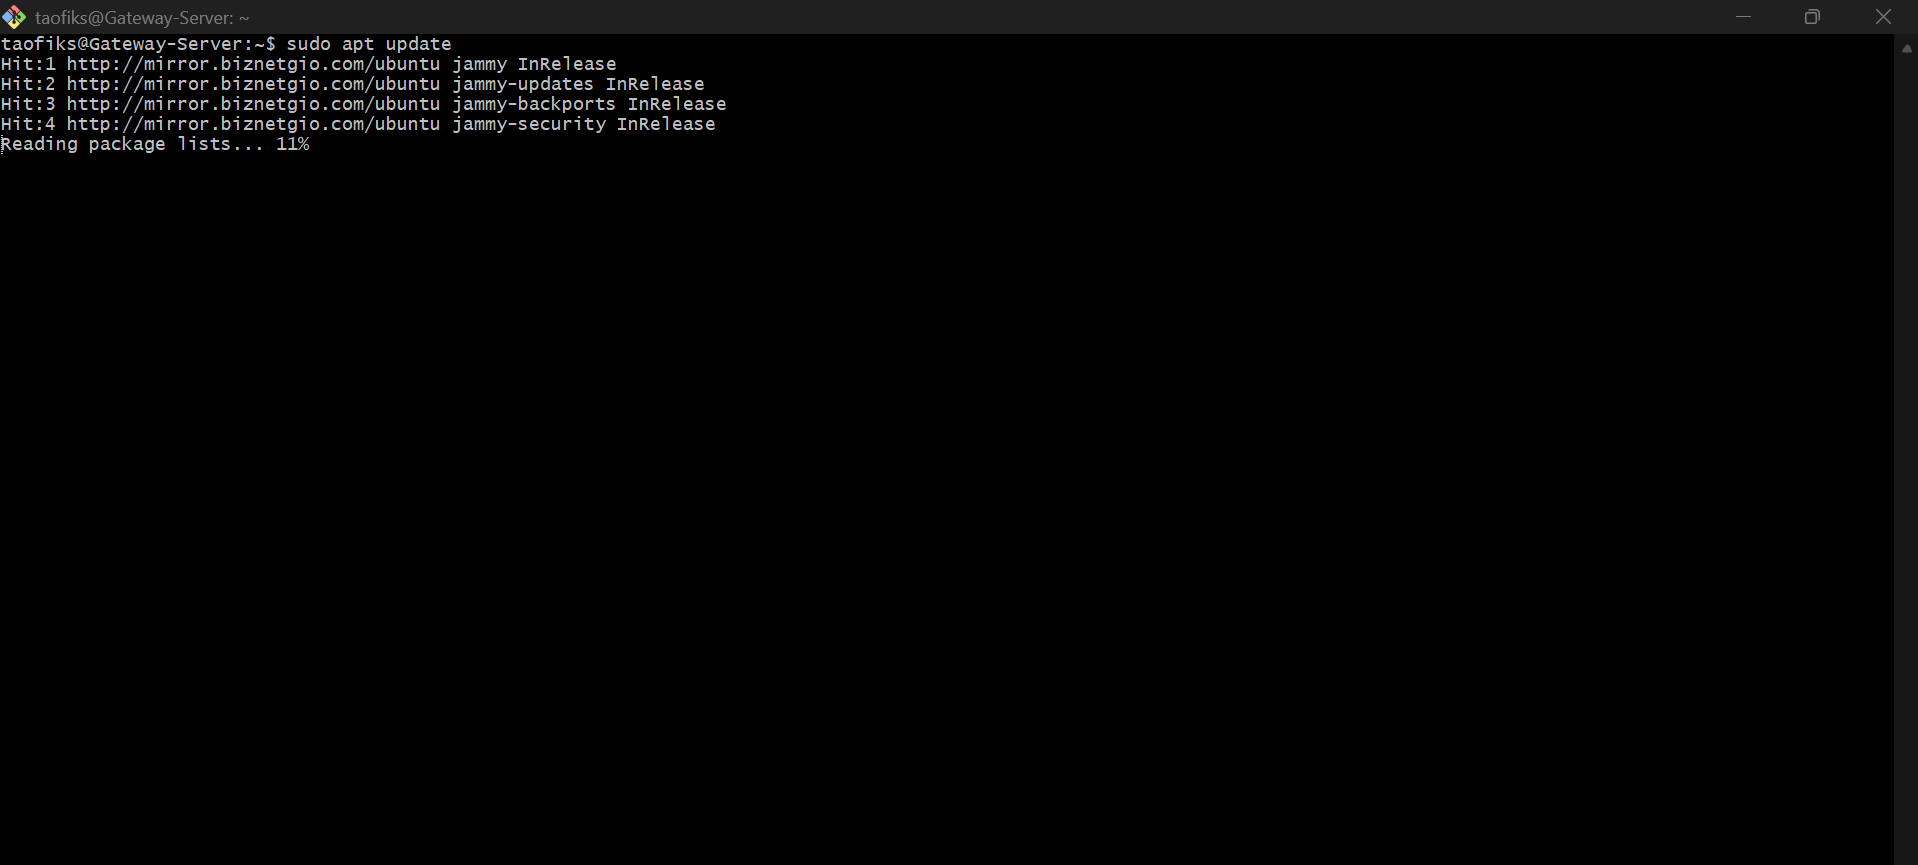 taofiks@Gateway-Server: ~
taofiks@Gateway-Server:~$ sudo apt update
Hit:1 http://mirror.biznetgio.com/ubuntu jammy InRelease
Hit:2 http://mirror.biznetgio.com/ubuntu jammy-updates InRelease
Hit:3 http://mirror.biznetgio.com/ubuntu jammy-backports InRelease
Hit:4 http://mirror.biznetgio.com/ubuntu jammy-security InRelease
Reading package lists... 11%